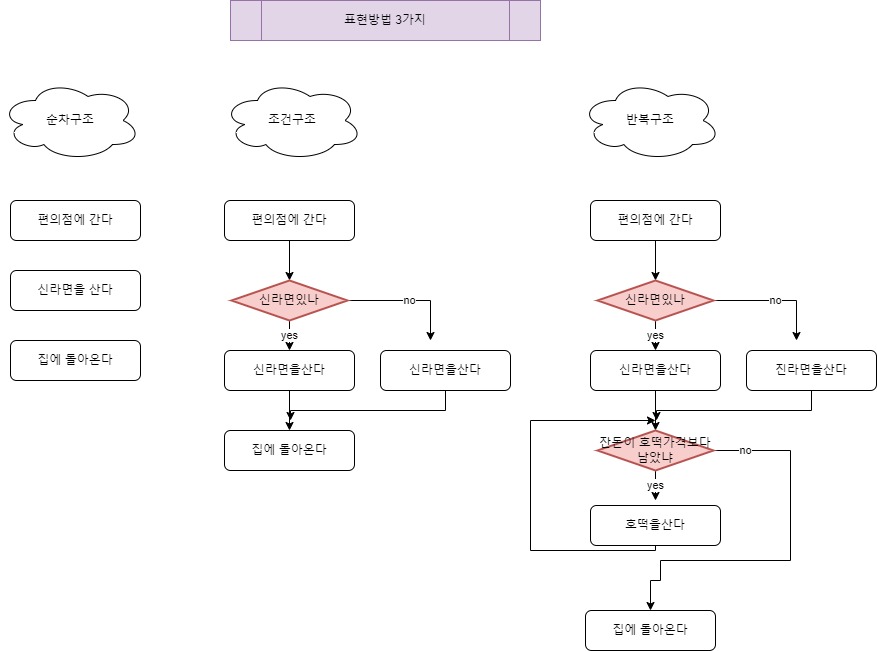 표현방법 3가지
순차구조
조건구조
반복구조
편의점에 간다
편의점에 간다
편의점에 간다
신라면을 산다
신라면있나
no
신라면있나
no
yes
yes
집에 돌아온다
신라면을산다
신라면을산다
신라면을산다
진라면을산다
집에 돌아온다
잔돈이 호떡가격보다
남았냐
no
yes
호떡을산다
집에 돌아온다